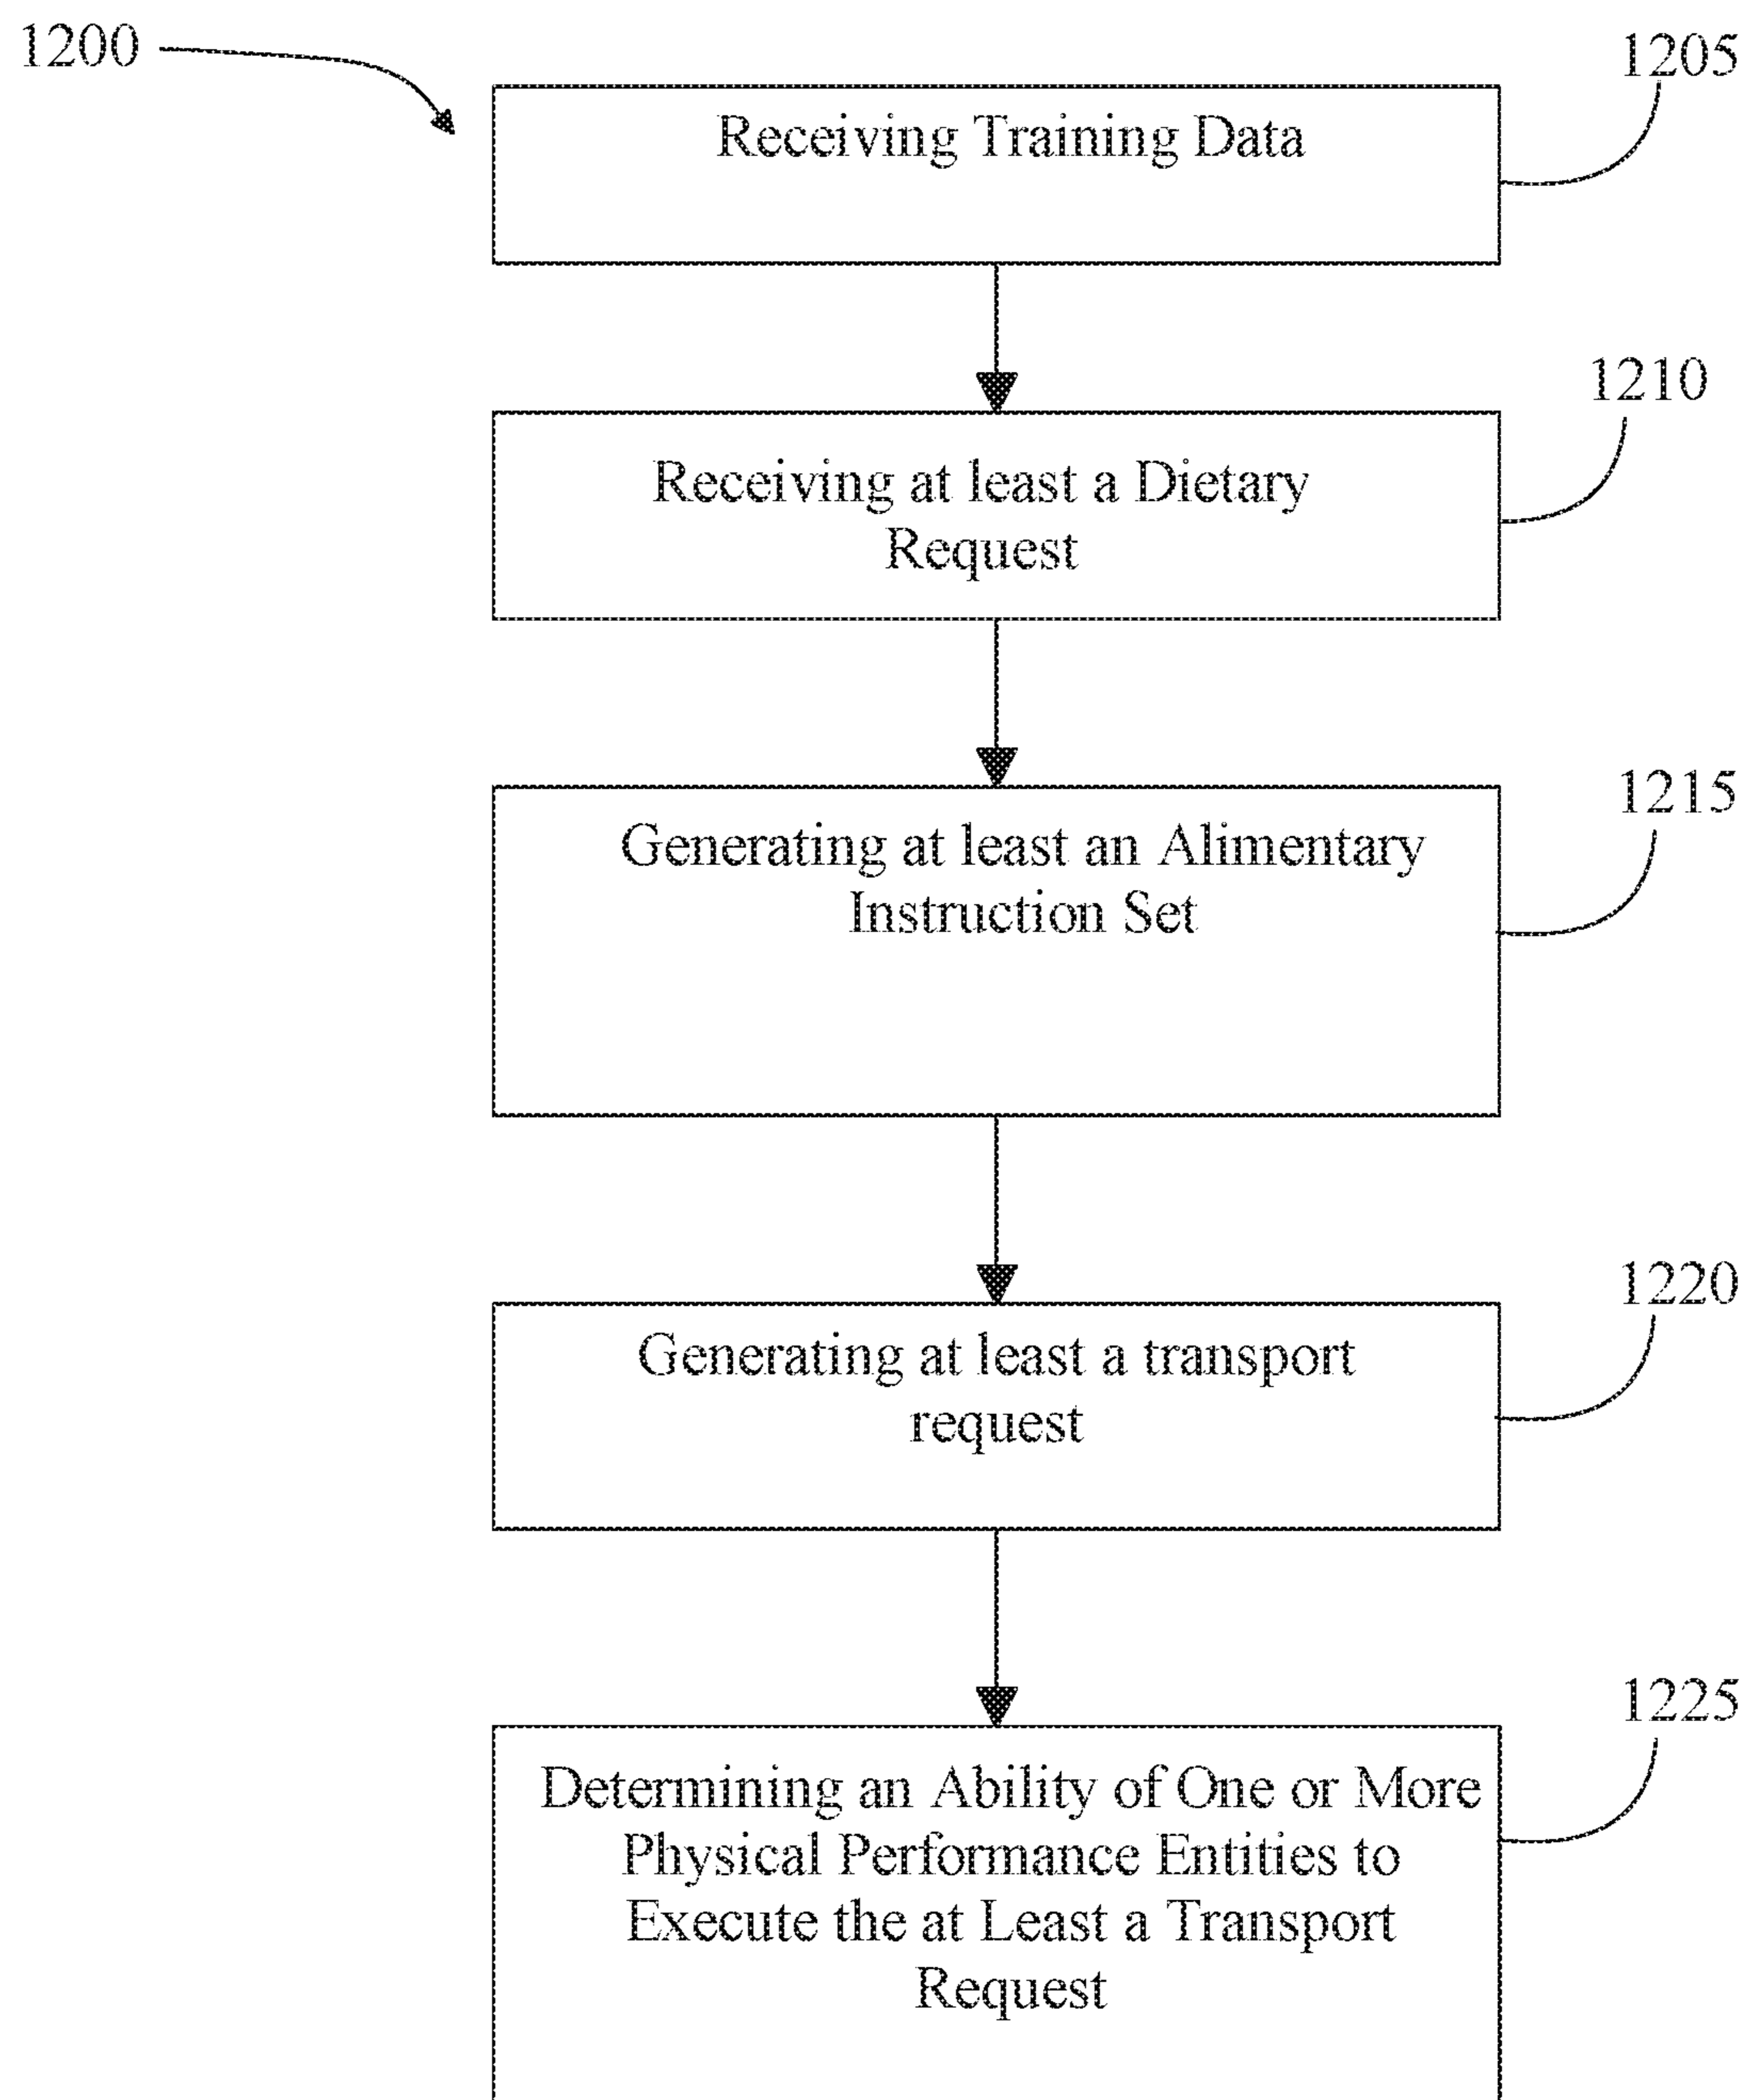 1200
1205
Receiving Training Data
1210
Receiving at least a Dietary
Request
1215
Generating at least an Alimentary
Instruction Set
1220
Generating at least a transport
request
1225
Determining an Ability of One or More
Physical Performance Entities to
Execute the at Least a Transport
Request